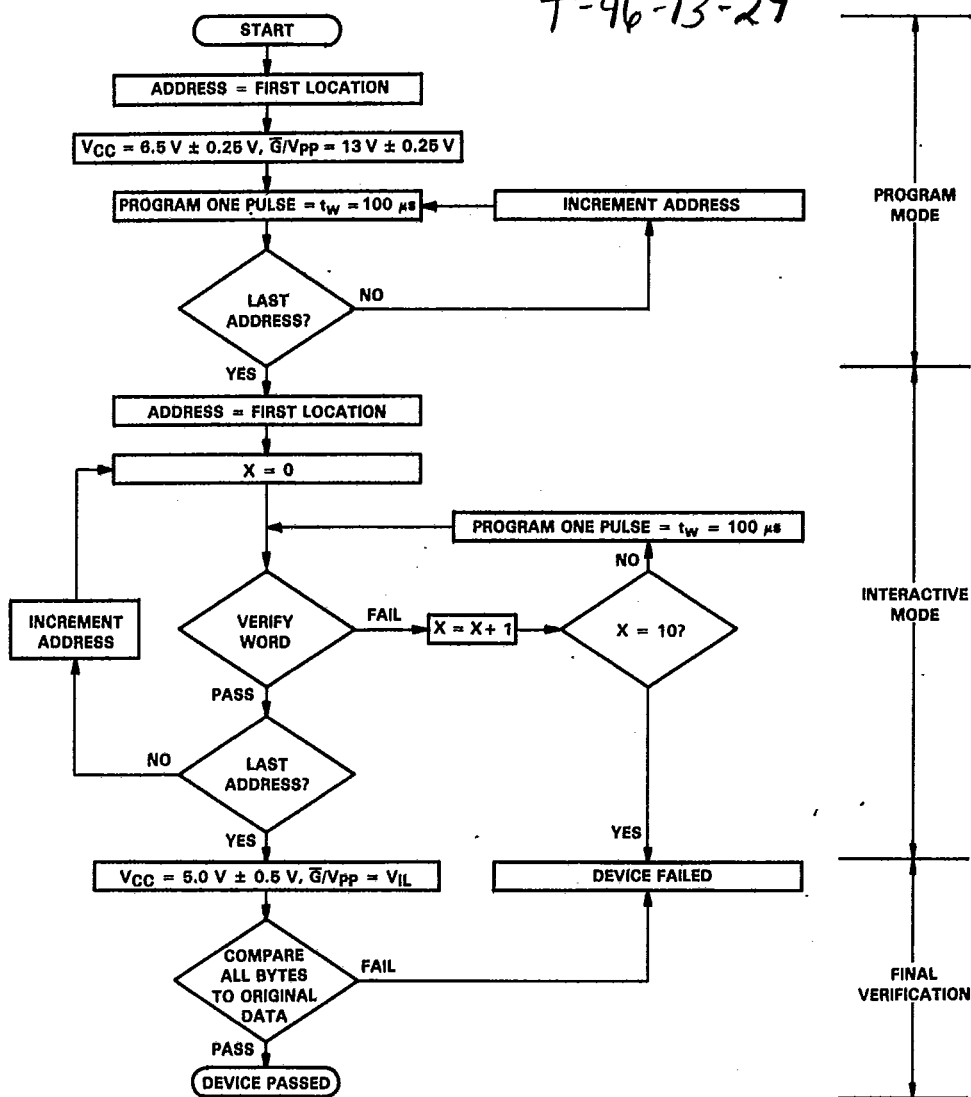 T-46-13-29
START
ADDRESS = FIRST LOCATION
VCC = 6.5 V ± 0.25 V, G̅/VPP = 13 V ± 0.25 V
PROGRAM ONE PULSE = tw = 100 µs
INCREMENT ADDRESS
PROGRAM
MODE
LAST
ADDRESS?
NO
YES
ADDRESS = FIRST LOCATION
X = 0
PROGRAM ONE PULSE = tw = 100 µs
NO
INCREMENT
ADDRESS
VERIFY
WORD
FAIL
X = X + 1
X = 10?
INTERACTIVE
MODE
PASS
NO
LAST
ADDRESS?
YES
YES
VCC = 5.0 V ± 0.5 V, G̅/VPP = VIL
DEVICE FAILED
COMPARE
ALL BYTES
TO ORIGINAL
DATA
FAIL
FINAL
VERIFICATION
PASS
DEVICE PASSED